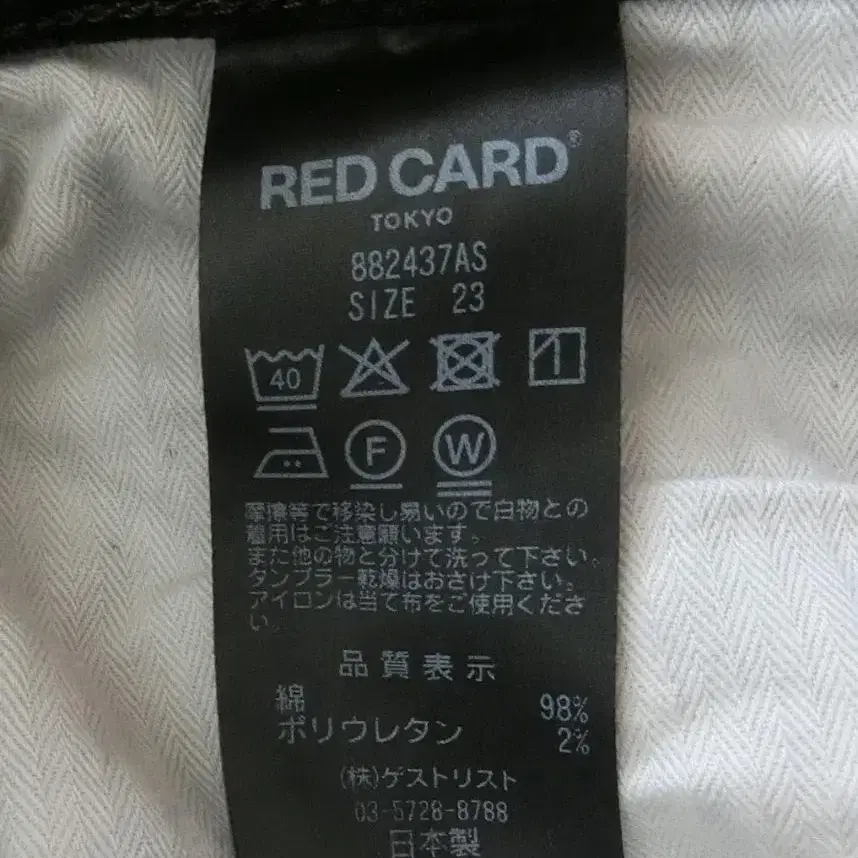 RED CARD®
TOKYO
882437AS
SIZE 23
40
F W
摩擦等で移染し易いので白物との
着用はご注意願います。
また他の物と分けて洗って下さい。
タンブラー乾燥はおさけ下さい。
アイロンは当て布をご使用くださ
い。
品質表示
綿 98%
ポリウレタン 2%
(株)ゲストリスト
03-5728-8788
日本製